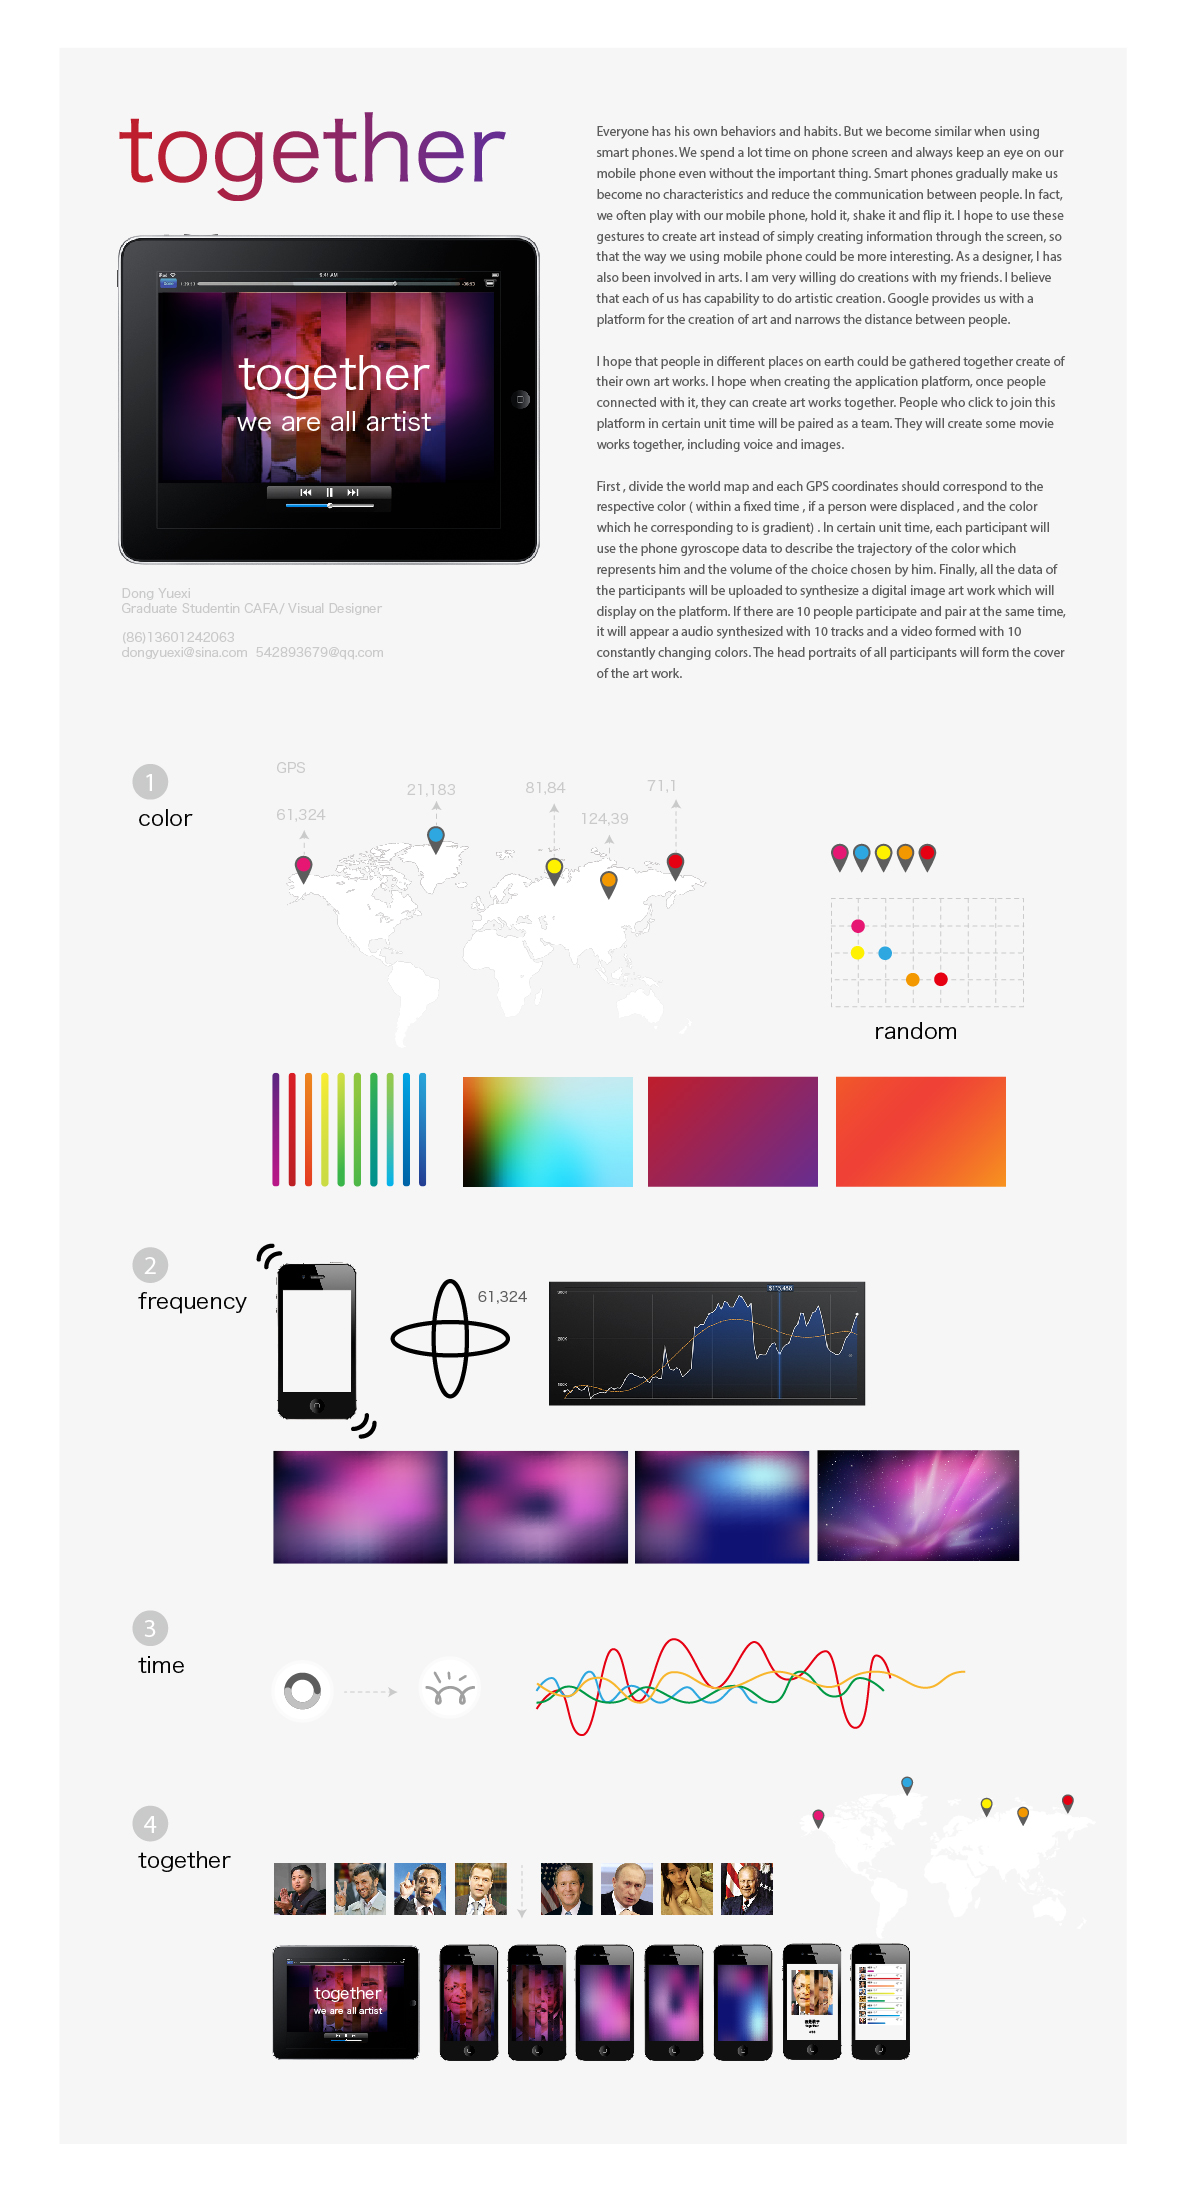 together
Everyone has his own behaviors and habits. But we become similar when using
smart phones. We spend a lot time on phone screen and always keep an eye on our
mobile phone even without the important thing. Smart phones gradually make us
become no characteristics and reduce the communication between people. In fact,
we often play with our mobile phone, hold it, shake it and flip it. I hope to use these
gestures to create art instead of simply creating information through the screen, so
that the way we using mobile phone could be more interesting. As a designer, I has
also been involved in arts. I am very willing do creations with my friends. I believe
that each of us has capability to do artistic creation. Google provides us with a
platform for the creation of art and narrows the distance between people.
I hope that people in different places on earth could be gathered together create of
their own art works. I hope when creating the application platform, once people
connected with it, they can create art works together. People who click to join this
platform in certain unit time will be paired as a team. They will create some movie
works together, including voice and images.
First , divide the world map and each GPS coordinates should correspond to the
respective color ( within a fixed time , if a person were displaced , and the color
which he corresponding to is gradient) . In certain unit time, each participant will
use the phone gyroscope data to describe the trajectory of the color which
represents him and the volume of the choice chosen by him. Finally, all the data of
the participants will be uploaded to synthesize a digital image art work which will
display on the platform. If there are 10 people participate and pair at the same time,
it will appear a audio synthesized with 10 tracks and a video formed with 10
constantly changing colors. The head portraits of all participants will form the cover
of the art work.
iPad
9:41 AM
together
we are all artist
Dong Yuexi
Graduate Studentin CAFA/ Visual Designer
(86)13601242063
dongyuexi@sina.com 542893679@qq.com
1
color
GPS
61,324
21,183
81,84
124,39
71,1
random
2
frequency
61,324
300K
200K
100K
3
time
4
together
together
we are all artist